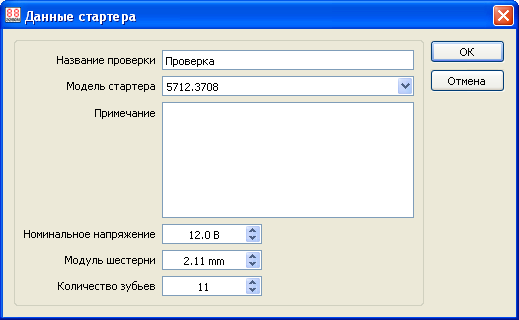 Данные стартера
Название проверки Проверка
OK
Модель стартера 5712.3708
Отмена
Примечание
Номинальное напряжение 12.0 В
Модуль шестерни 2.11 mm
Количество зубьев 11